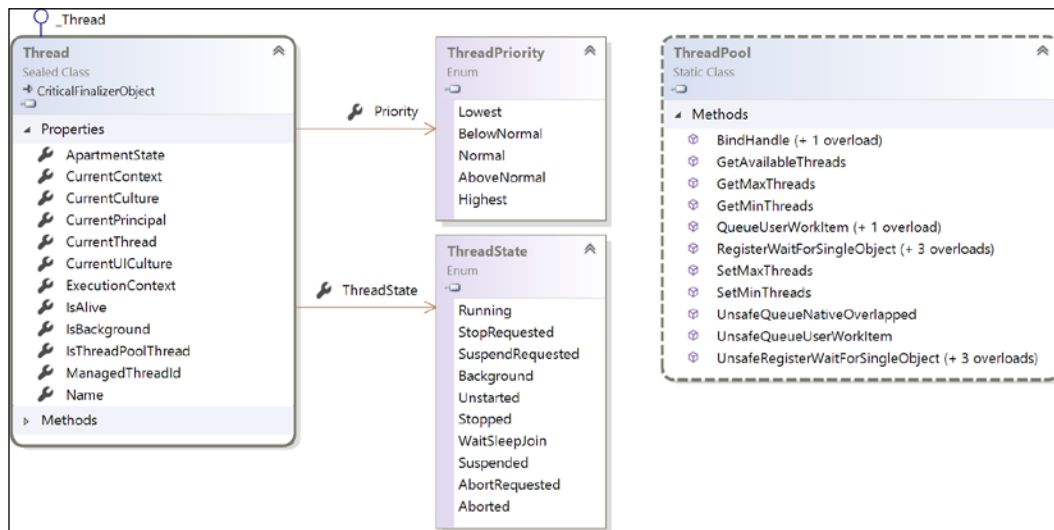 _Thread
Thread
Sealed Class
CriticalFinalizerObject
Properties
ApartmentState
CurrentContext
CurrentCulture
CurrentPrincipal
CurrentThread
CurrentUICulture
ExecutionContext
IsAlive
IsBackground
IsThreadPoolThread
ManagedThreadId
Name
Methods
Priority
ThreadState
ThreadPriority
Enum
Lowest
BelowNormal
Normal
AboveNormal
Highest
ThreadState
Enum
Running
StopRequested
SuspendRequested
Background
Unstarted
Stopped
WaitSleepJoin
Suspended
AbortRequested
Aborted
ThreadPool
Static Class
Methods
BindHandle (+ 1 overload)
GetAvailableThreads
GetMaxThreads
GetMinThreads
QueueUserWorkItem (+ 1 overload)
RegisterWaitForSingleObject (+ 3 overloads)
SetMaxThreads
SetMinThreads
UnsafeQueueNativeOverlapped
UnsafeQueueUserWorkItem
UnsafeRegisterWaitForSingleObject (+ 3 overloads)